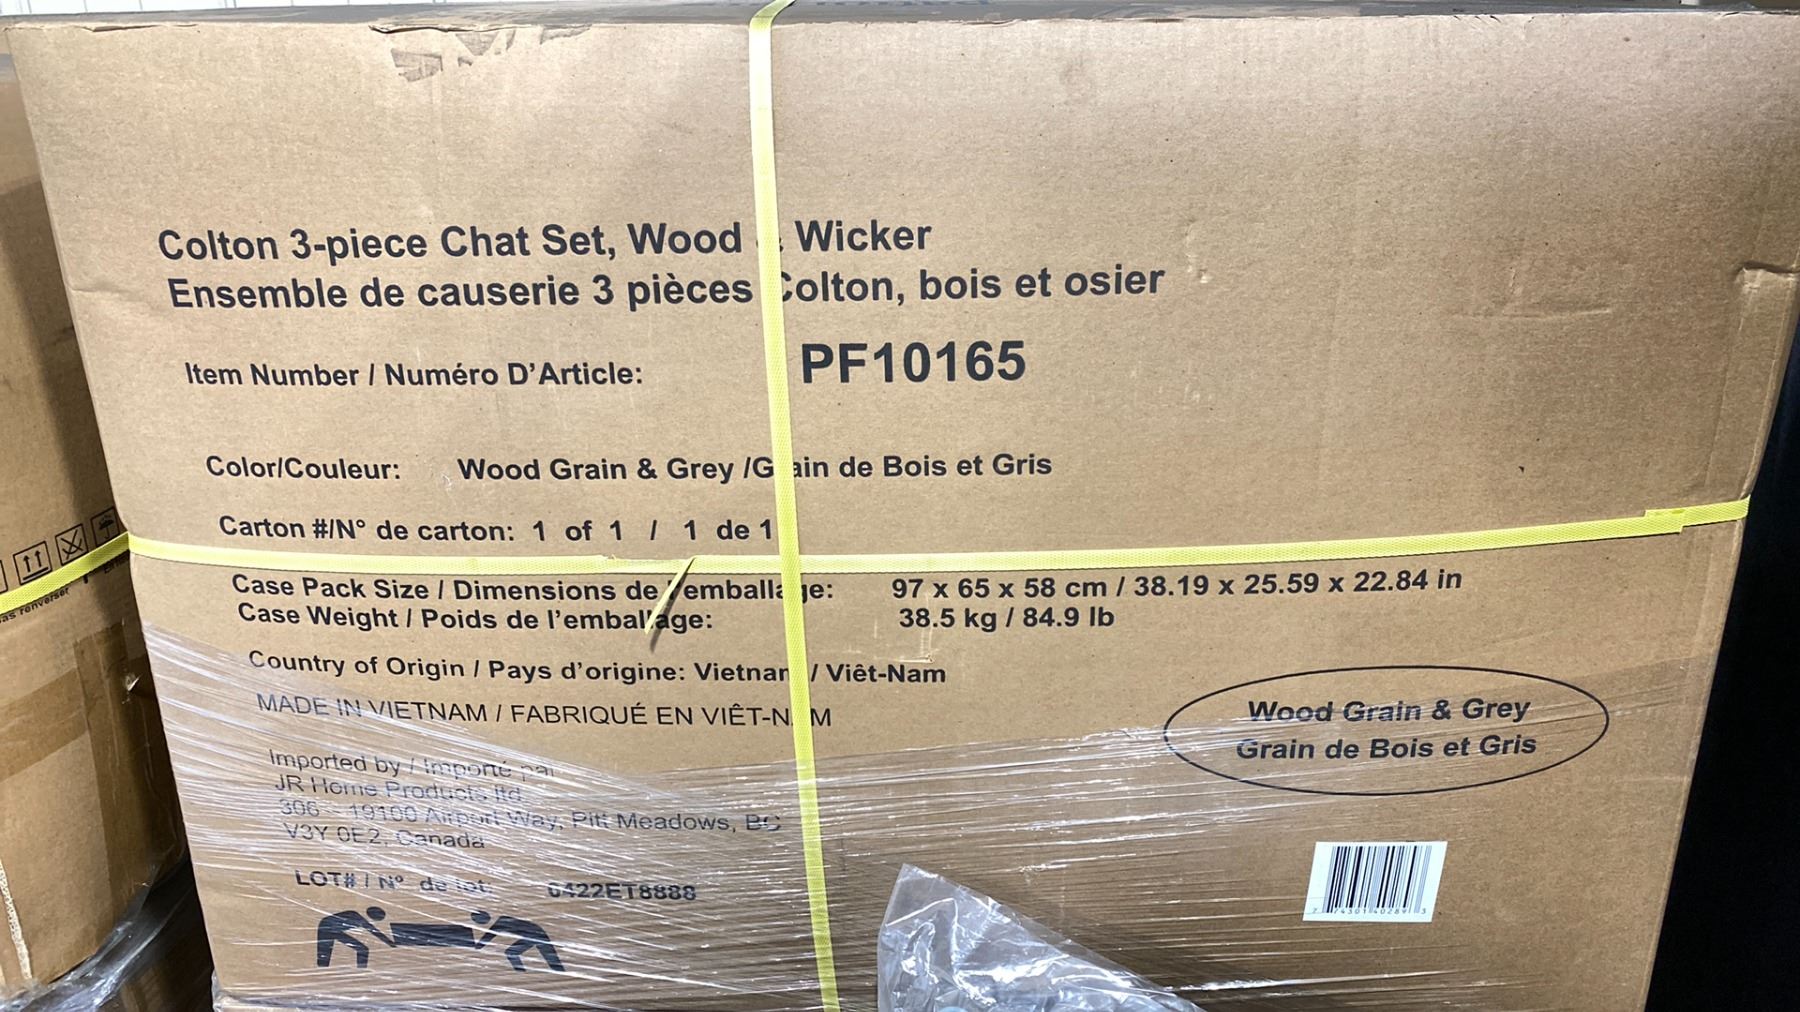 Colton 3-piece Chat Set, Wood & Wicker
Ensemble de causerie 3 pièces Colton, bois et osier
Item Number / Numéro D'Article: PF10165
Color/Couleur: Wood Grain & Grey /Grain de Bois et Gris
Carton #/N° de carton: 1 of 1 / 1 de 1
Case Pack Size / Dimensions de l'emballage: 97 x 65 x 58 cm / 38.19 x 25.59 x 22.84 in
Case Weight / Poids de l'emballage: 38.5 kg / 84.9 lb
Country of Origin / Pays d'origine: Vietnam / Viêt-Nam
MADE IN VIETNAM / FABRIQUÉ EN VIÊT-NAM
Wood Grain & Grey
Grain de Bois et Gris
Imported by / Importé par
JR Home Products ltd
306 - 19100 Airport Way, Pitt Meadows, BC
V3Y 0E2, Canada
LOT# / N° de lot: 6422ET8888
renverser